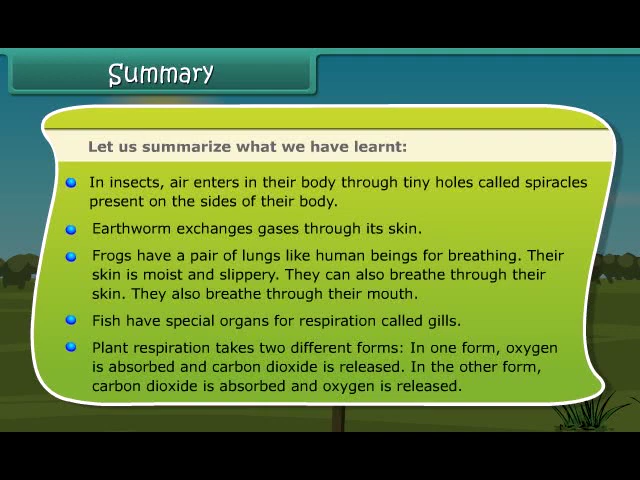 Summary
Let us summarize what we have learnt:
In insects, air enters in their body through tiny holes called spiracles
present on the sides of their body.
Earthworm exchanges gases through its skin.
Frogs have a pair of lungs like human beings for breathing. Their
skin is moist and slippery. They can also breathe through their
skin. They also breathe through their mouth.
Fish have special organs for respiration called gills.
Plant respiration takes two different forms: In one form, oxygen
is absorbed and carbon dioxide is released. In the other form,
carbon dioxide is absorbed and oxygen is released.